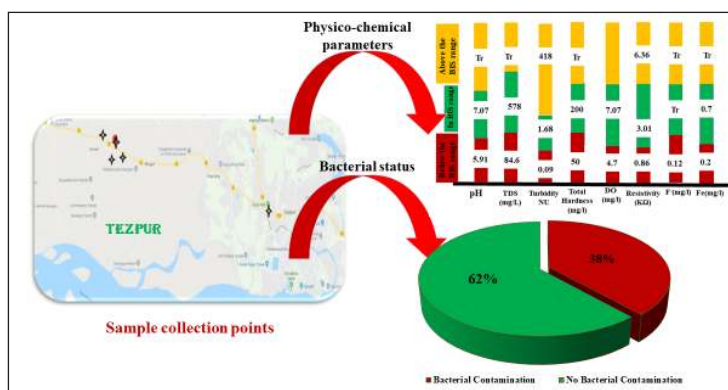 Physico-chemical
parameters
Bacterial status
TEZPUR
Sample collection points
Above the
BIS range
In BIS range
Tr Tr 418 Tr 6.36 Tr Tr
7.07 578 1.68 200 7.07 3.01 Tr 0.7
5.91 84.6 0.09 50 4.7 0.86 0.12 0.2
pH
TDS
(mg/L)
Turbidity
NU
Total
Hardness
(mg/l)
DO
(mg/l)
Resistivity
(KΩ)
F (mg/l)
Fe(mg/l)
62%
38%
Bacterial Contamination
No Bacterial Contamination